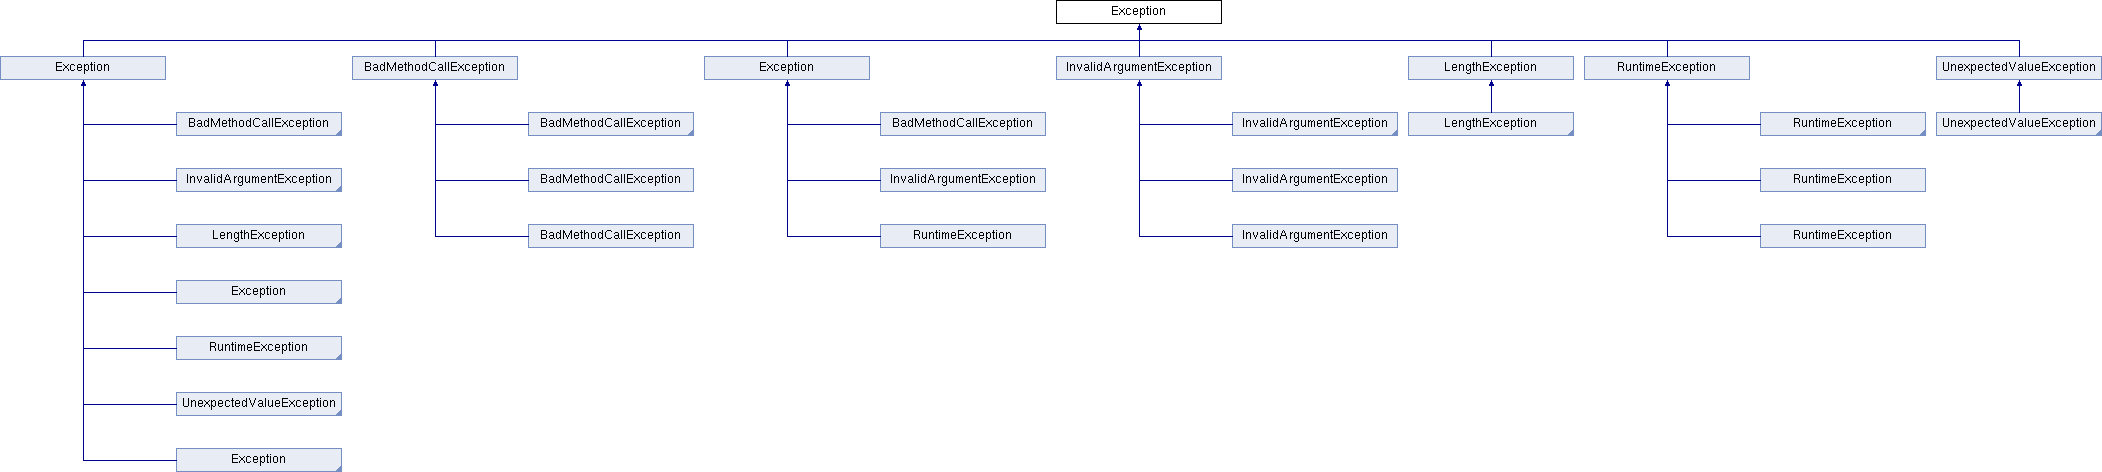 Exception
Exception BadMethodCallException Exception InvalidArgumentException LengthException RuntimeException UnexpectedValueException
BadMethodCallException BadMethodCallException BadMethodCallException InvalidArgumentException LengthException RuntimeException UnexpectedValueException
InvalidArgumentException BadMethodCallException InvalidArgumentException InvalidArgumentException RuntimeException
LengthException BadMethodCallException RuntimeException InvalidArgumentException RuntimeException
Exception
RuntimeException
UnexpectedValueException
Exception